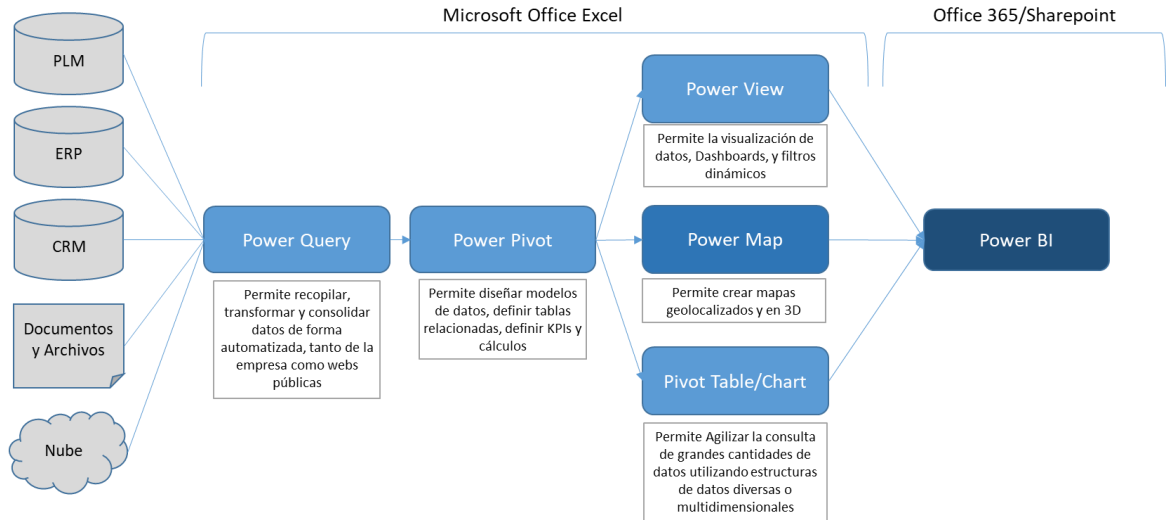 Microsoft Office Excel
Office 365/Sharepoint
PLM
ERP
CRM
Documentos
y Archivos
Nube
Power Query
Permite recopilar,
transformar y consolidar
datos de forma
automatizada, tanto de la
empresa como webs
públicas
Power Pivot
Permite diseñar modelos
de datos, definir tablas
relacionadas, definir KPIs y
cálculos
Power View
Permite la visualización de
datos, Dashboards, y filtros
dinámicos
Power Map
Permite crear mapas
geolocalizados y en 3D
Pivot Table/Chart
Permite Agilizar la consulta
de grandes cantidades de
datos utilizando estructuras
de datos diversas o
multidimensionales
Power BI